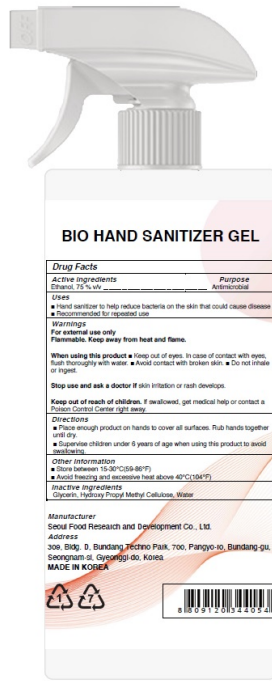 BIO HAND SANITIZER GEL
Drug Facts
Active ingredients Purpose
Ethanol, 75 % v/v Antimicrobial
Uses
■ Hand sanitizer to help reduce bacteria on the skin that could cause disease
■ Recommended for repeated use
Warnings
For external use only
Flammable. Keep away from heat and flame.
When using this product ■ Keep out of eyes. In case of contact with eyes,
flush thoroughly with water. ■ Avoid contact with broken skin. ■ Do not inhale
or ingest.
Stop use and ask a doctor if skin irritation or rash develops.
Keep out of reach of children. If swallowed, get medical help or contact a
Poison Control Center right away.
Directions
■ Place enough product on hands to cover all surfaces. Rub hands together
until dry.
■ Supervise children under 6 years of age when using this product to avoid
swallowing.
Other information
■ Store between 15-30°C(59-86°F)
■ Avoid freezing and excessive heat above 40°C(104°F)
Inactive ingredients
Glycerin, Hydroxy Propyl Methyl Cellulose, Water
Manufacturer
Seoul Food Research and Development Co., Ltd.
Address
309, Bldg. D, Bundang Techno Park, 700, Pangyo-ro, Bundang-gu,
Seongnam-si, Gyeonggi-do, Korea
MADE IN KOREA
1 7
8 809120 344054